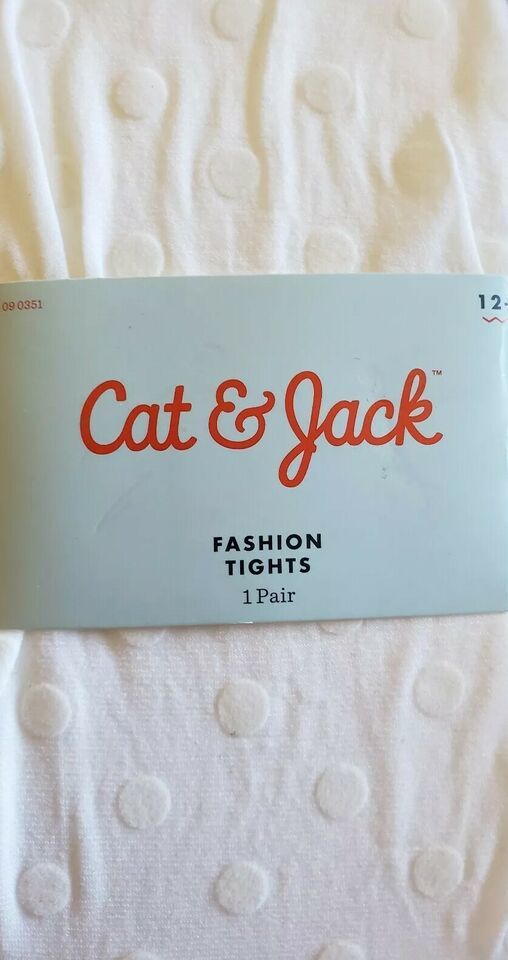 09 0351
12-
Cat & Jack™
FASHION
TIGHTS
1 Pair